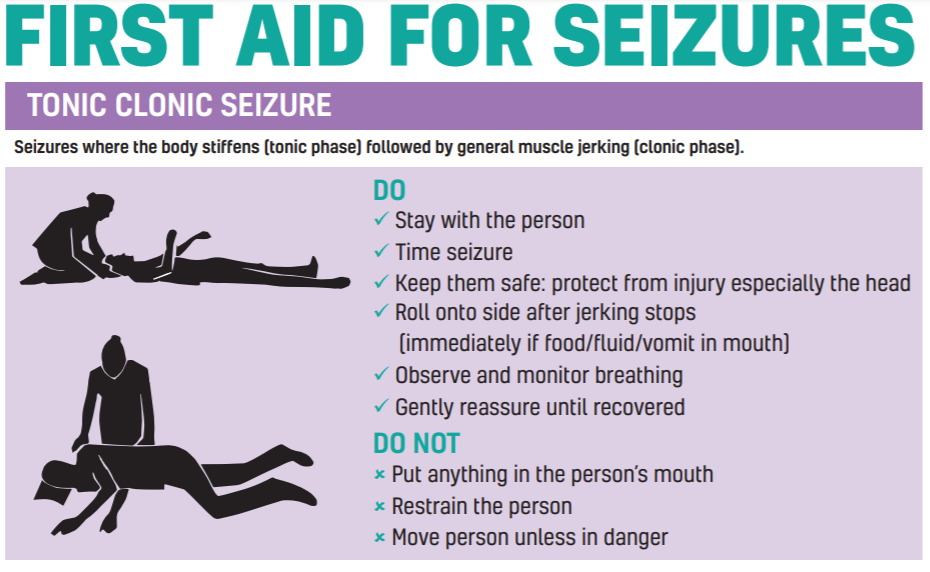 FIRST AID FOR SEIZURES
TONIC CLONIC SEIZURE
Seizures where the body stiffens (tonic phase) followed by general muscle jerking (clonic phase).
DO
✓ Stay with the person
✓ Time seizure
✓ Keep them safe: protect from injury especially the head
✓ Roll onto side after jerking stops
(immediately if food/fluid/vomit in mouth)
✓ Observe and monitor breathing
✓ Gently reassure until recovered
DO NOT
× Put anything in the person's mouth
× Restrain the person
× Move person unless in danger